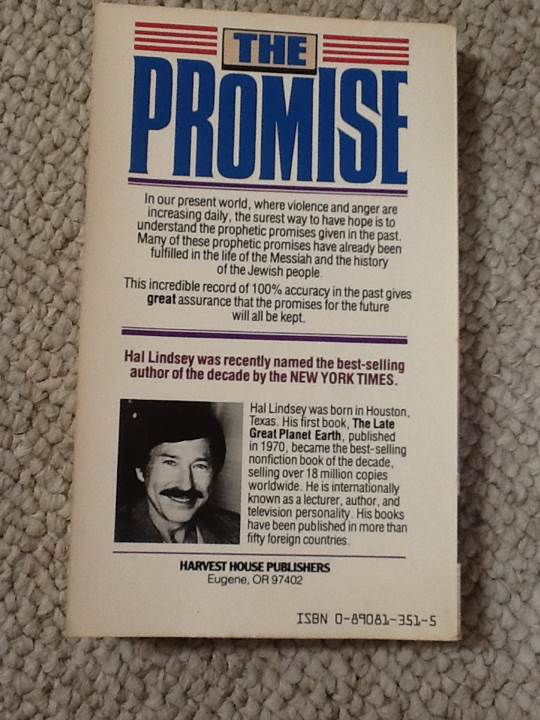 THE
PROMISE
In our present world, where violence and anger are
increasing daily, the surest way to have hope is to
understand the prophetic promises given in the past.
Many of these prophetic promises have already been
fulfilled in the life of the Messiah and the history
of the Jewish people.
This incredible record of 100% accuracy in the past gives
great assurance that the promises for the future
will all be kept.
Hal Lindsey was recently named the best-selling
author of the decade by the NEW YORK TIMES.
Hal Lindsey was born in Houston,
Texas. His first book, The Late
Great Planet Earth, published
in 1970, became the best-selling
nonfiction book of the decade,
selling over 18 million copies
worldwide. He is internationally
known as a lecturer, author, and
television personality. His books
have been published in more than
fifty foreign countries.
HARVEST HOUSE PUBLISHERS
Eugene, OR 97402
ISBN 0-89081-351-5